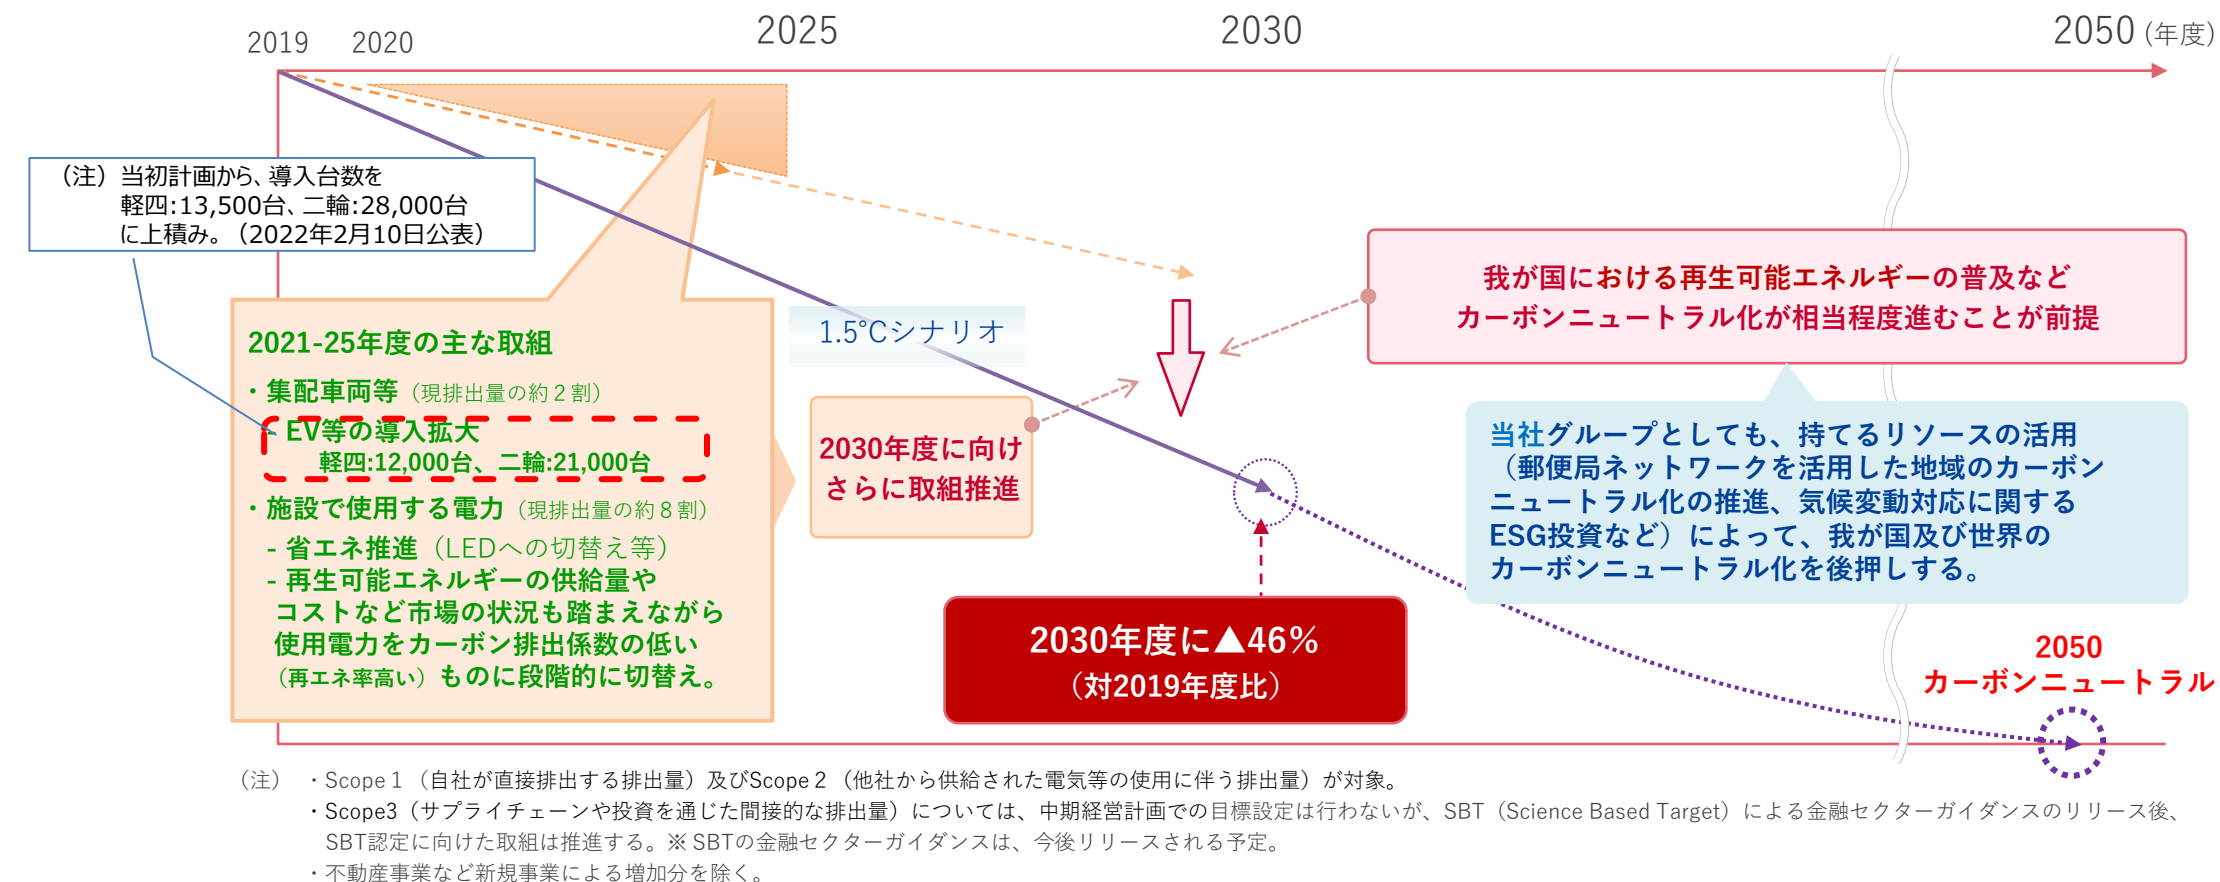 2019
2020
2025
2030
2050 (年度)
（注）当初計画から、導入台数を
軽四:13,500台、二輪:28,000台
に上積み。（2022年2月10日公表）
2021-25年度の主な取組
・集配車両等（現排出量の約２割）
- EV等の導入拡大
軽四:12,000台、二輪:21,000台
・施設で使用する電力（現排出量の約８割）
- 省エネ推進（LEDへの切替え等）
- 再生可能エネルギーの供給量や
コストなど市場の状況も踏まえながら
使用電力をカーボン排出係数の低い
（再エネ率高い）ものに段階的に切替え。
1.5℃シナリオ
2030年度に向け
さらに取組推進
我が国における再生可能エネルギーの普及など
カーボンニュートラル化が相当程度進むことが前提
当社グループとしても、持てるリソースの活用
（郵便局ネットワークを活用した地域のカーボン
ニュートラル化の推進、気候変動対応に関する
ESG投資など）によって、我が国及び世界の
カーボンニュートラル化を後押しする。
2030年度に▲46％
（対2019年度比）
2050
カーボンニュートラル
（注） ・Scope１（自社が直接排出する排出量）及びScope２（他社から供給された電気等の使用に伴う排出量）が対象。
・Scope3（サプライチェーンや投資を通じた間接的な排出量）については、中期経営計画での目標設定は行わないが、SBT（Science Based Target）による金融セクターガイダンスのリリース後、
SBT認定に向けた取組は推進する。※ SBTの金融セクターガイダンスは、今後リリースされる予定。
・不動産事業など新規事業による増加分を除く。